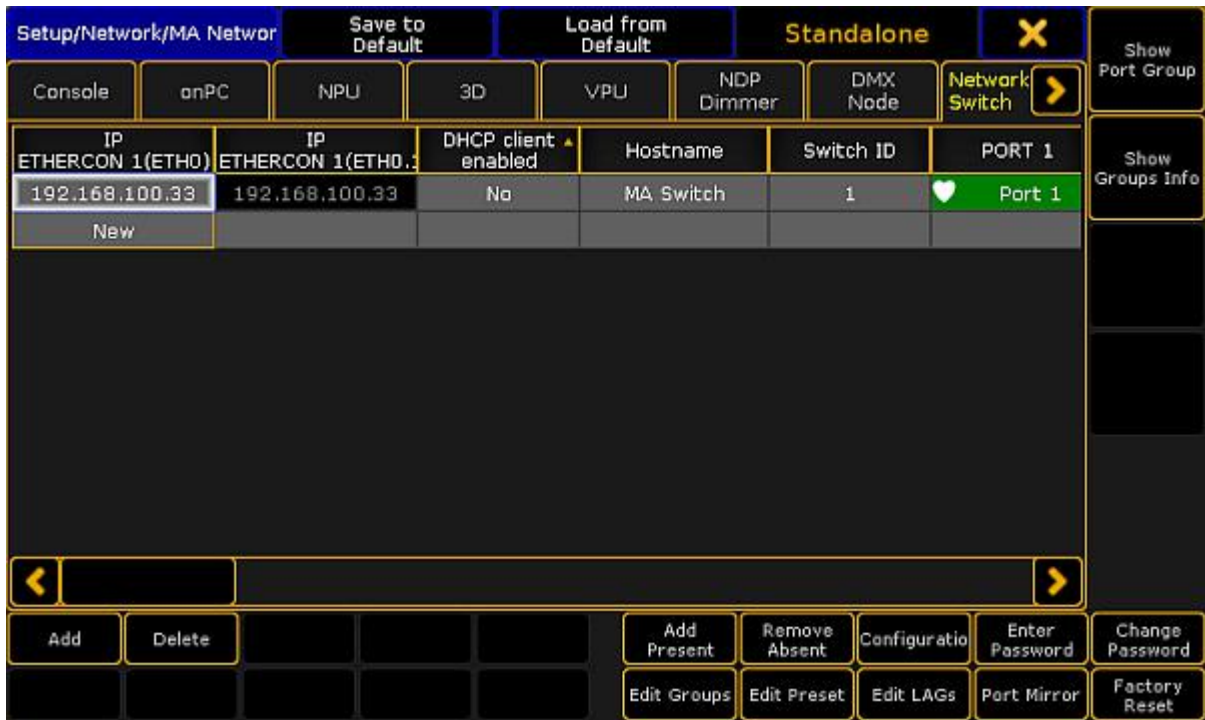 Setup/Network/MA Networ
Save to
Default
Load from
Default
Standalone
Show
Port Group
Console
onPC
NPU
3D
VPU
NDP
Dimmer
DMX
Node
Network
Switch
IP
ETHERCON 1(ETH0)
IP
ETHERCON 1(ETH0.1
DHCP client
enabled
Hostname
Switch ID
PORT 1
Show
Groups Info
192.168.100.33
192.168.100.33
No
MA Switch
1
Port 1
New
Add
Delete
Add
Present
Remove
Absent
Configuratio
Enter
Password
Change
Password
Edit Groups
Edit Preset
Edit LAGs
Port Mirror
Factory
Reset